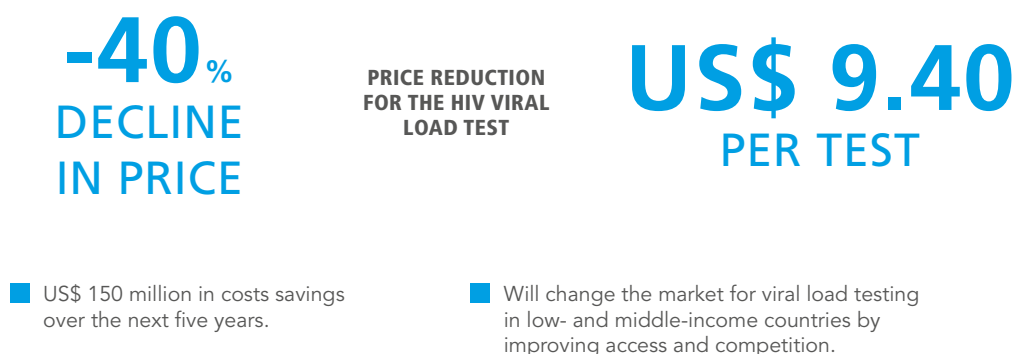 -40%
DECLINE
IN PRICE
PRICE REDUCTION
FOR THE HIV VIRAL
LOAD TEST
US$ 9.40
PER TEST
US$ 150 million in costs savings
over the next five years.
Will change the market for viral load testing
in low- and middle-income countries by
improving access and competition.